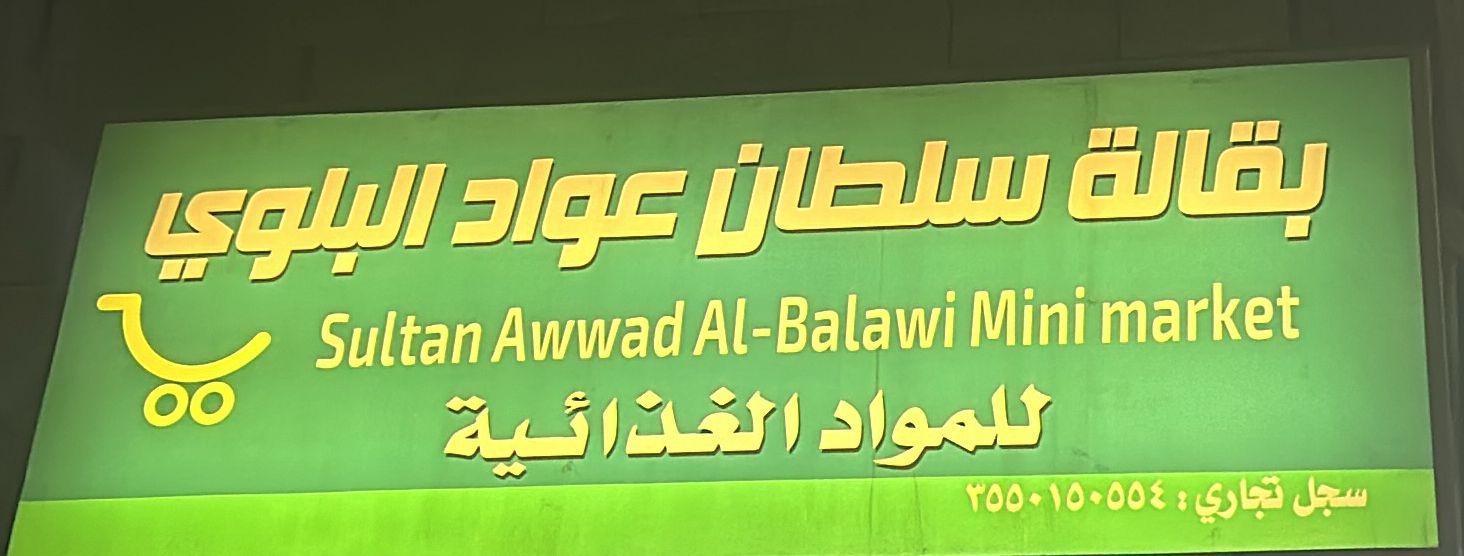 بقالة سلطان عواد البلوي
Sultan Awwad Al-Balawi Mini market
للمواد الغذائية
سجل تجاري : ٣٥٥٠١٥٠٥٥٤